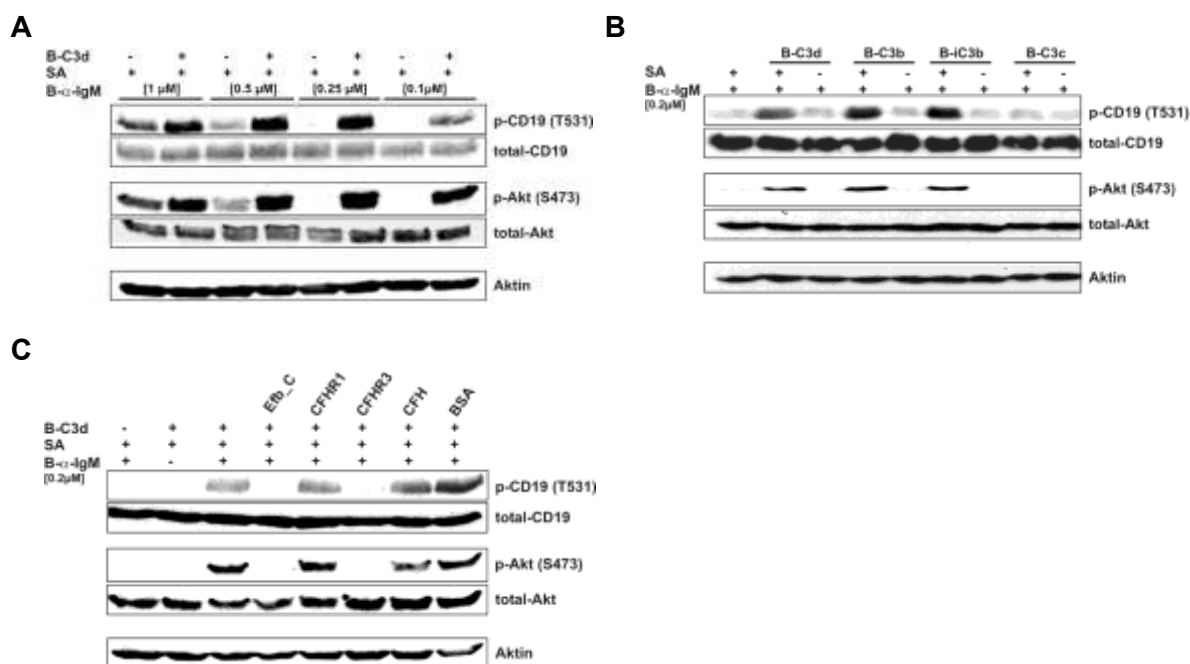 A
B-C3d - + - + - + - +
SA + + + + + + + +
B-α-IgM [1 µM] [0.5 µM] [0.25 µM] [0.1µM]
p-CD19 (T531)
total-CD19
p-Akt (S473)
total-Akt
Aktin
B
B-C3d B-C3b B-iC3b B-C3c
SA + + - + - + - + -
B-α-IgM + + + + + + + + +
[0.2µM]
p-CD19 (T531)
total-CD19
p-Akt (S473)
total-Akt
Aktin
C
Efb_C CFHR1 CFHR3 CFH BSA
B-C3d - + + + + + + +
SA + + + + + + + +
B-α-IgM + - + + + + + +
[0.2µM]
p-CD19 (T531)
total-CD19
p-Akt (S473)
total-Akt
Aktin